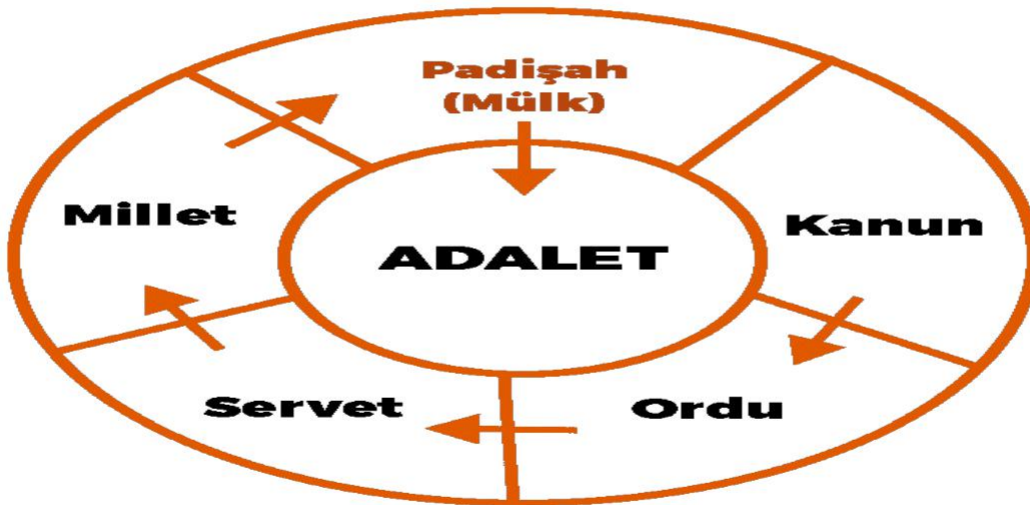 Padişah
(Mülk)
Millet
Kanun
ADALET
Servet
Ordu